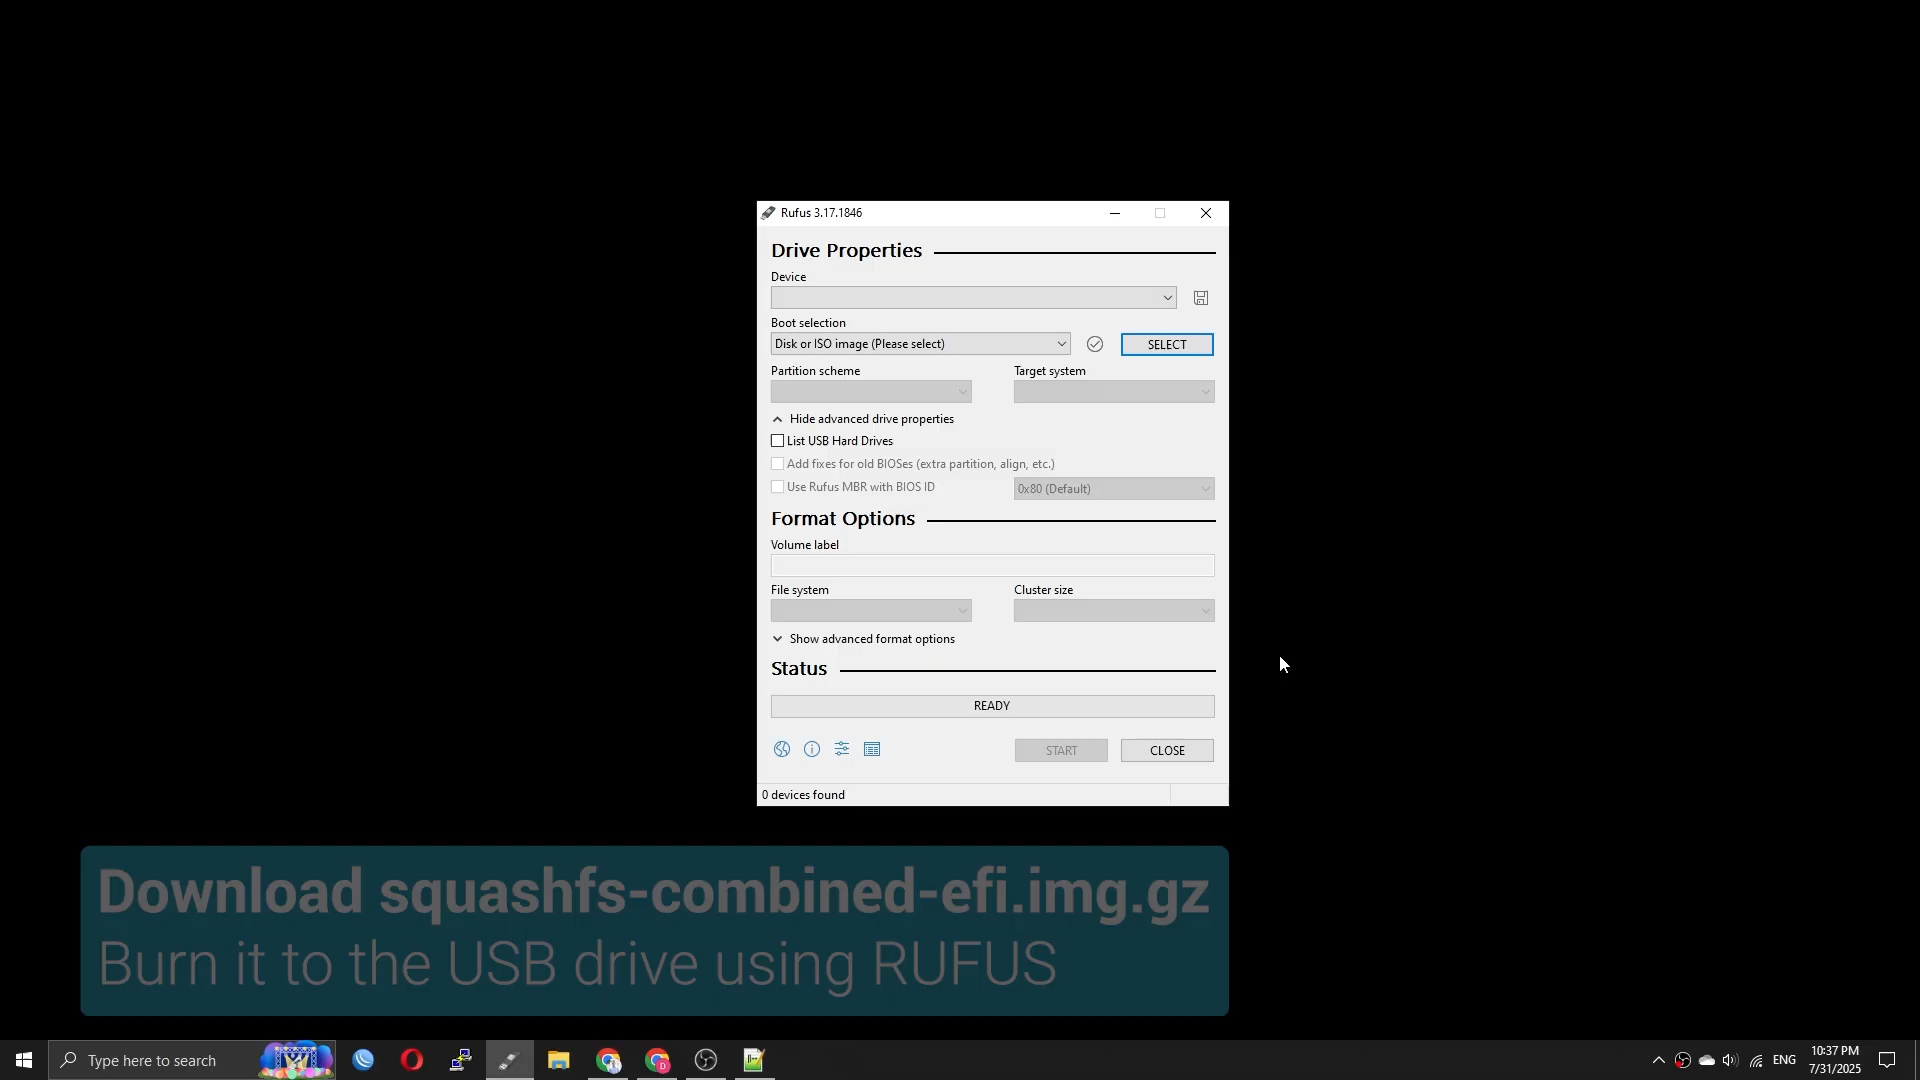 Rufus 3.17.1846
Drive Properties
Device
Boot selection
Disk or ISO image (Please select)
SELECT
Partition scheme
Target system
Hide advanced drive properties
List USB Hard Drives
Add fixes for old BIOSes (extra partition, align, etc.)
Use Rufus MBR with BIOS ID
0x80 (Default)
Format Options
Volume label
File system
Cluster size
Show advanced format options
Status
READY
START
CLOSE
0 devices found
Download squashfs-combined-efi.img.gz
Burn it to the USB drive using RUFUS
Type here to search
ENG
10:37 PM
7/31/2025